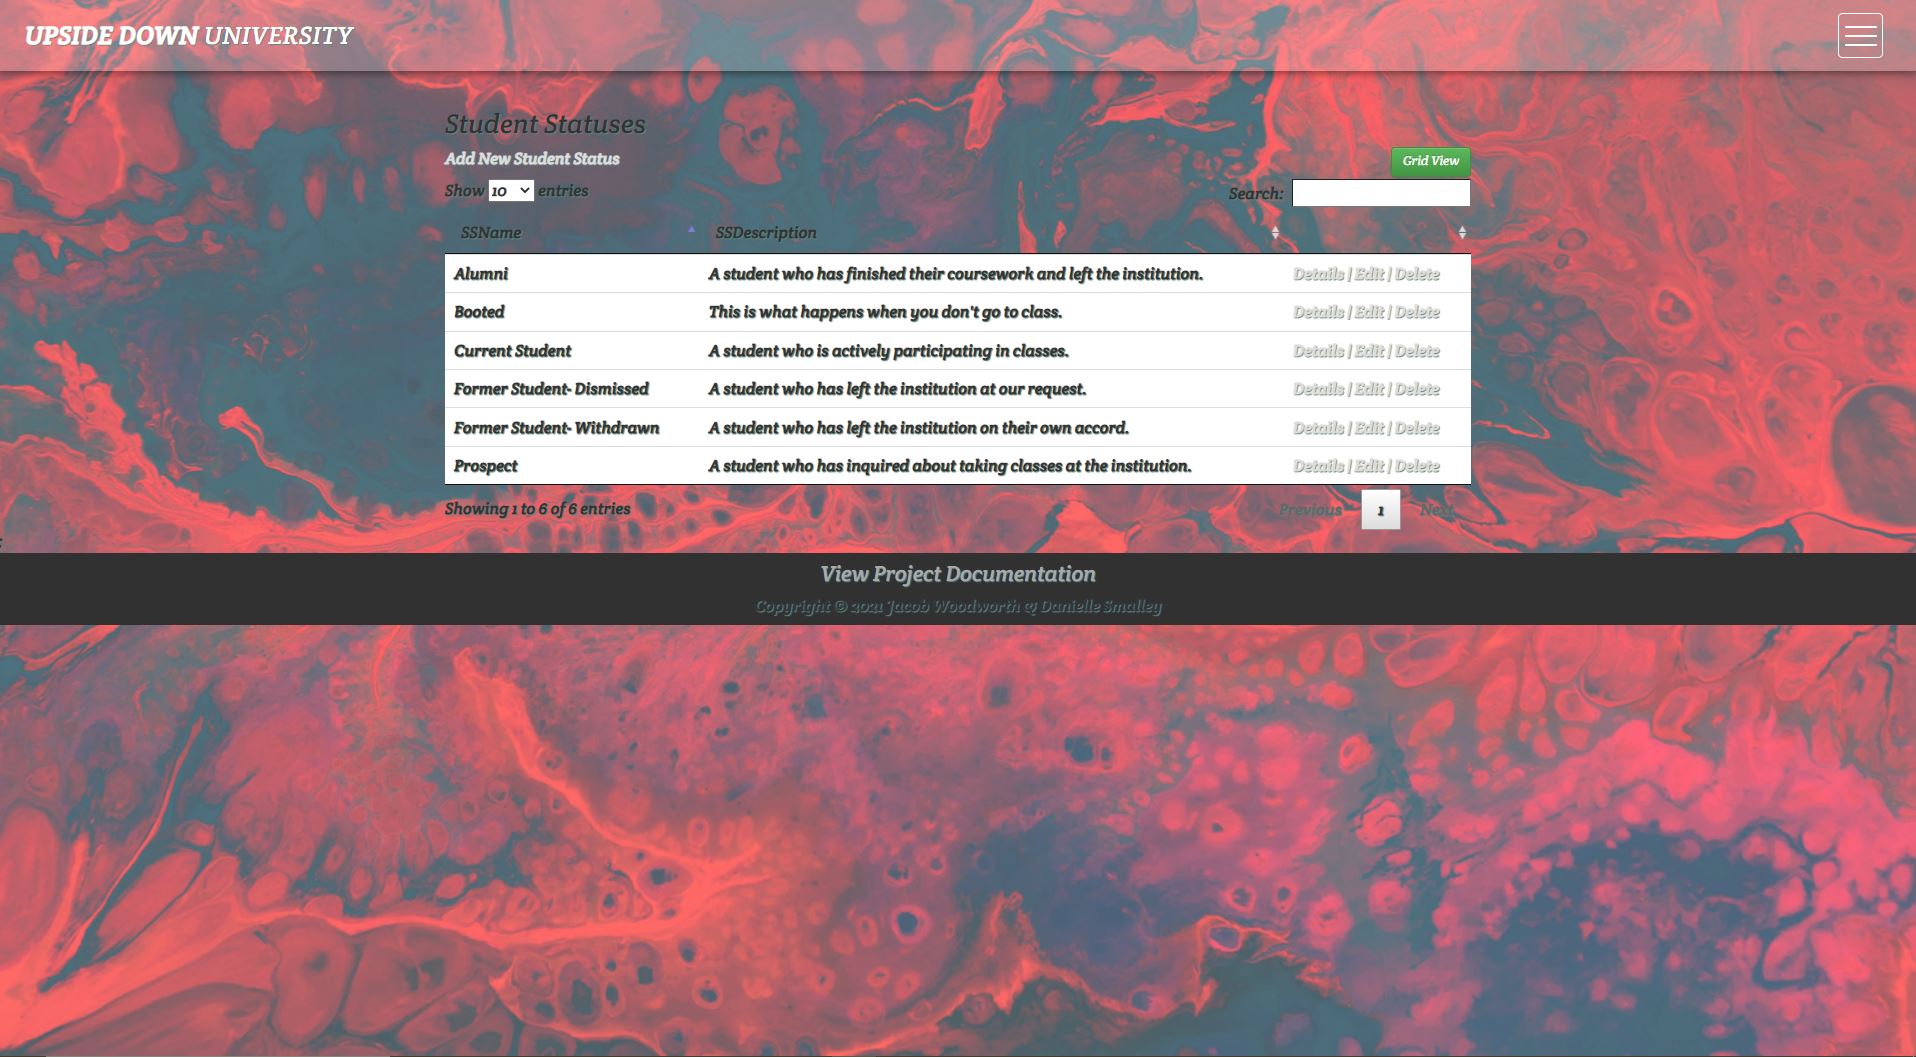 UPSIDE DOWN UNIVERSITY
Student Statuses
Add New Student Status
Grid View
Show 10 entries
Search:
SSName SSDescription
Alumni A student who has finished their coursework and left the institution. Details | Edit | Delete
Booted This is what happens when you don't go to class. Details | Edit | Delete
Current Student A student who is actively participating in classes. Details | Edit | Delete
Former Student- Dismissed A student who has left the institution at our request. Details | Edit | Delete
Former Student- Withdrawn A student who has left the institution on their own accord. Details | Edit | Delete
Prospect A student who has inquired about taking classes at the institution. Details | Edit | Delete
Showing 1 to 6 of 6 entries Previous 1 Next
View Project Documentation
Copyright © 2021 Jacob Woodworth & Danielle Smalley